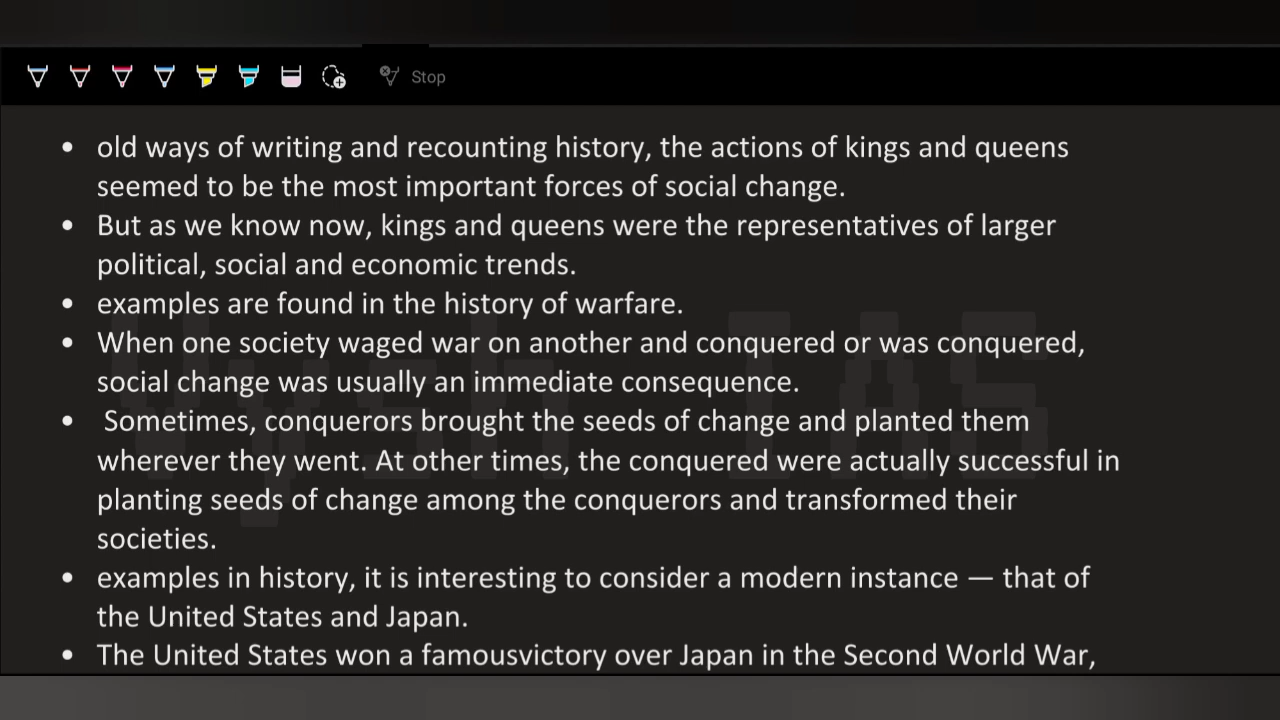 Stop
• old ways of writing and recounting history, the actions of kings and queens
seemed to be the most important forces of social change.
• But as we know now, kings and queens were the representatives of larger
political, social and economic trends.
• examples are found in the history of warfare.
• When one society waged war on another and conquered or was conquered,
social change was usually an immediate consequence.
• Sometimes, conquerors brought the seeds of change and planted them
wherever they went. At other times, the conquered were actually successful in
planting seeds of change among the conquerors and transformed their
societies.
• examples in history, it is interesting to consider a modern instance — that of
the United States and Japan.
• The United States won a famousvictory over Japan in the Second World War,